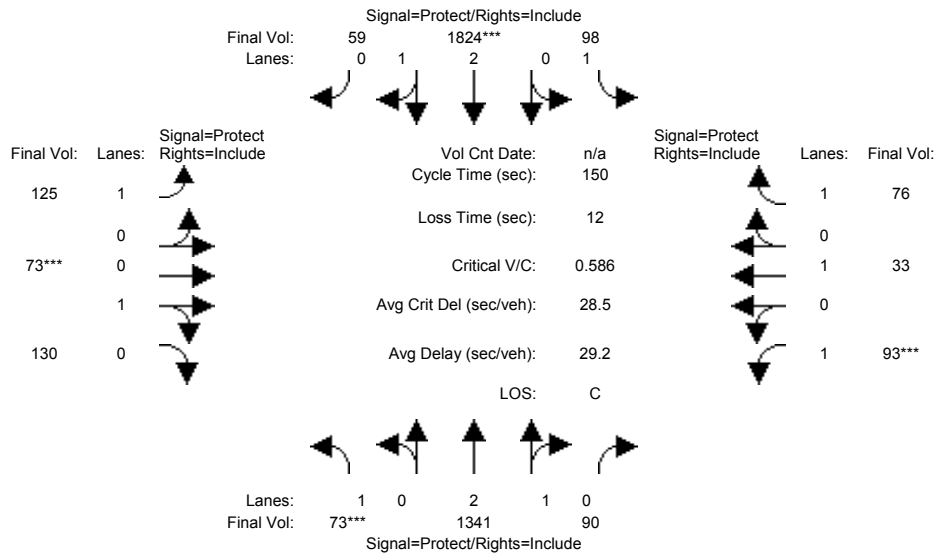 Signal=Protect/Rights=Include
Final Vol: 59 1824*** 98
Lanes: 0 1 2 0 1
Signal=Protect Signal=Protect
Final Vol: Lanes: Rights=Include Vol Cnt Date: n/a Rights=Include Lanes: Final Vol:
Cycle Time (sec): 150
125 1 1 76
Loss Time (sec): 12
0 0
73*** 0 Critical V/C: 0.586 1 33
1 Avg Crit Del (sec/veh): 28.5 0
130 0 Avg Delay (sec/veh): 29.2 1 93***
LOS: C
Lanes: 1 0 2 1 0
Final Vol: 73*** 1341 90
Signal=Protect/Rights=Include